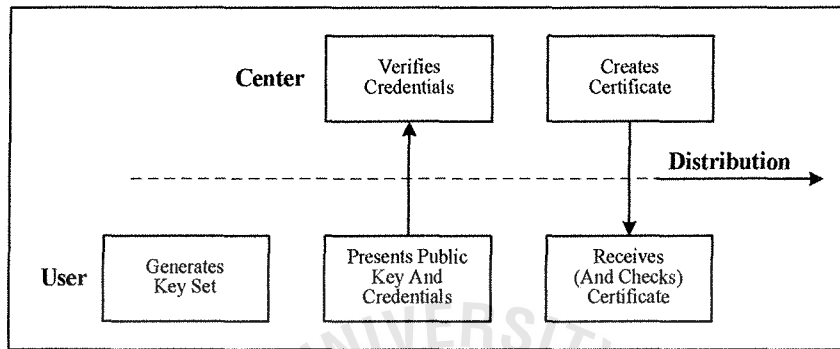 Center
Verifies
Credentials
Creates
Certificate
Distribution
User
Generates
Key Set
Presents Public
Key And
Credentials
Receives
(And Checks)
Certificate
UNIVERSIT